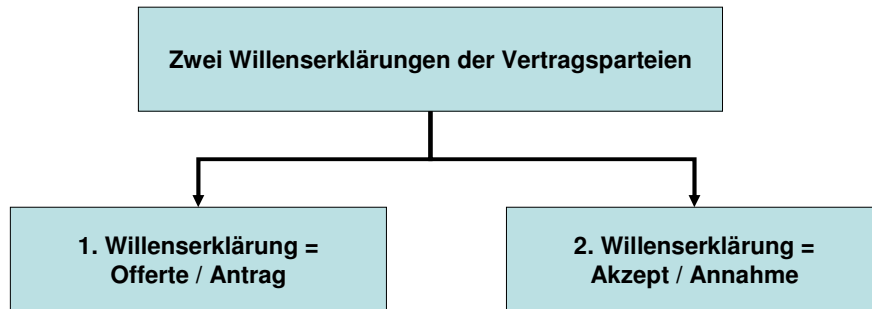 Zwei Willenserklärungen der Vertragsparteien
1. Willenserklärung =
Offerte / Antrag
2. Willenserklärung =
Akzept / Annahme